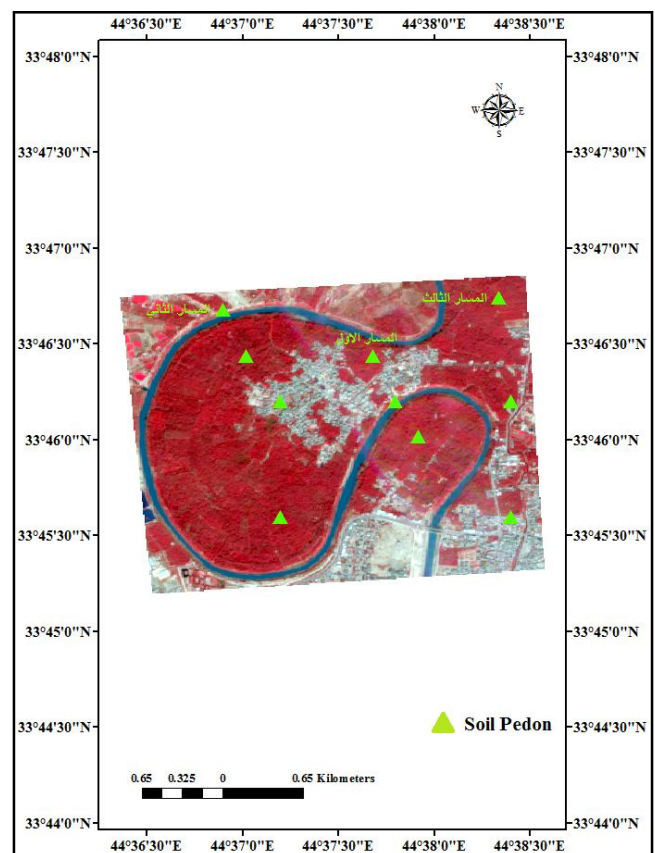 44°36'30"E 44°37'0"E 44°37'30"E 44°38'0"E 44°38'30"E
33°48'0"N 33°48'0"N
N
W E
S
33°47'30"N 33°47'30"N
33°47'0"N 33°47'0"N
المسار الثالث
المسار الثاني
33°46'30"N 33°46'30"N
المسار الاول
33°46'0"N 33°46'0"N
33°45'30"N 33°45'30"N
33°45'0"N 33°45'0"N
33°44'30"N 33°44'30"N
Soil Pedon
0.65 0.325 0 0.65 Kilometers
33°44'0"N 33°44'0"N
44°36'30"E 44°37'0"E 44°37'30"E 44°38'0"E 44°38'30"E